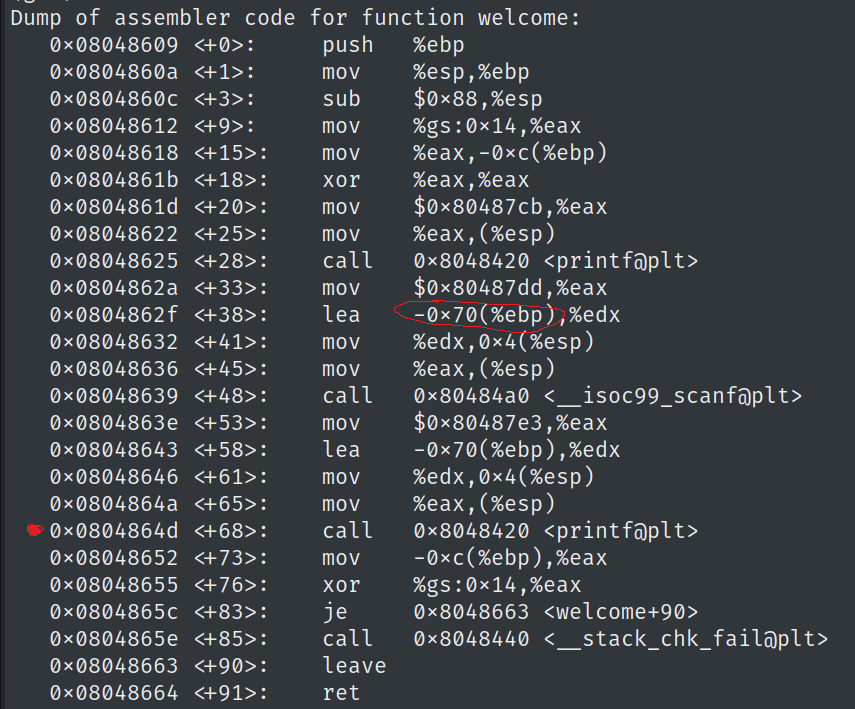 Dump of assembler code for function welcome:
0×08048609 <+0>: push %ebp
0×0804860a <+1>: mov %esp,%ebp
0×0804860c <+3>: sub $0×88,%esp
0×08048612 <+9>: mov %gs:0×14,%eax
0×08048618 <+15>: mov %eax,-0×c(%ebp)
0×0804861b <+18>: xor %eax,%eax
0×0804861d <+20>: mov $0×80487cb,%eax
0×08048622 <+25>: mov %eax,(%esp)
0×08048625 <+28>: call 0×8048420 <printf@plt>
0×0804862a <+33>: mov $0×80487dd,%eax
0×0804862f <+38>: lea -0×70(%ebp),%edx
0×08048632 <+41>: mov %edx,0×4(%esp)
0×08048636 <+45>: mov %eax,(%esp)
0×08048639 <+48>: call 0×80484a0 <__isoc99_scanf@plt>
0×0804863e <+53>: mov $0×80487e3,%eax
0×08048643 <+58>: lea -0×70(%ebp),%edx
0×08048646 <+61>: mov %edx,0×4(%esp)
0×0804864a <+65>: mov %eax,(%esp)
0×0804864d <+68>: call 0×8048420 <printf@plt>
0×08048652 <+73>: mov -0×c(%ebp),%eax
0×08048655 <+76>: xor %gs:0×14,%eax
0×0804865c <+83>: je 0×8048663 <welcome+90>
0×0804865e <+85>: call 0×8048440 <__stack_chk_fail@plt>
0×08048663 <+90>: leave
0×08048664 <+91>: ret